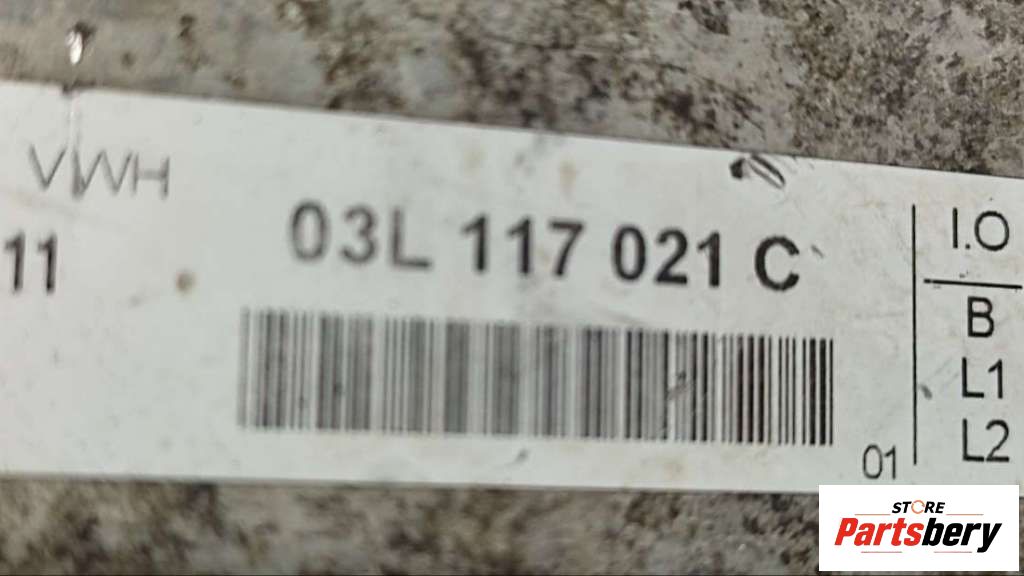 VWH
11
03L 117 021 C
01
I.O
B
L1
L2
STORE
Partsbery